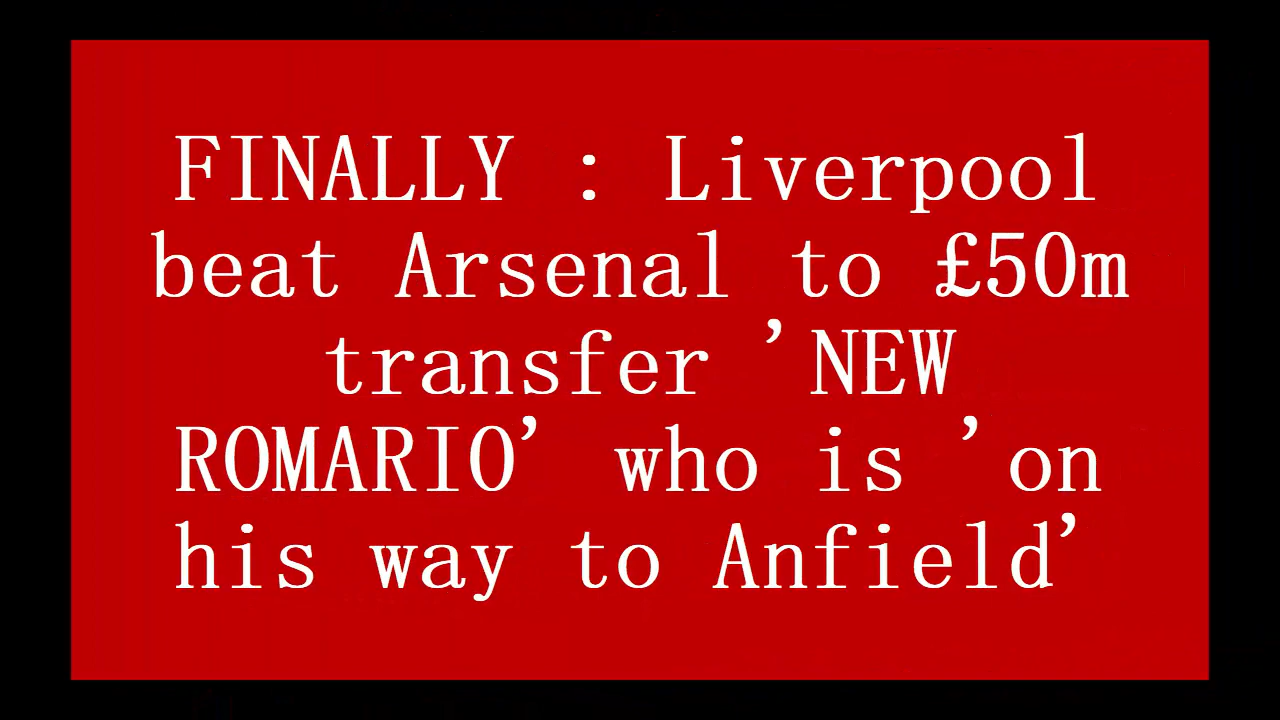 FINALLY : Liverpool
beat Arsenal to £50m
transfer ’NEW
ROMARIO’ who is ’on
his way to Anfield’